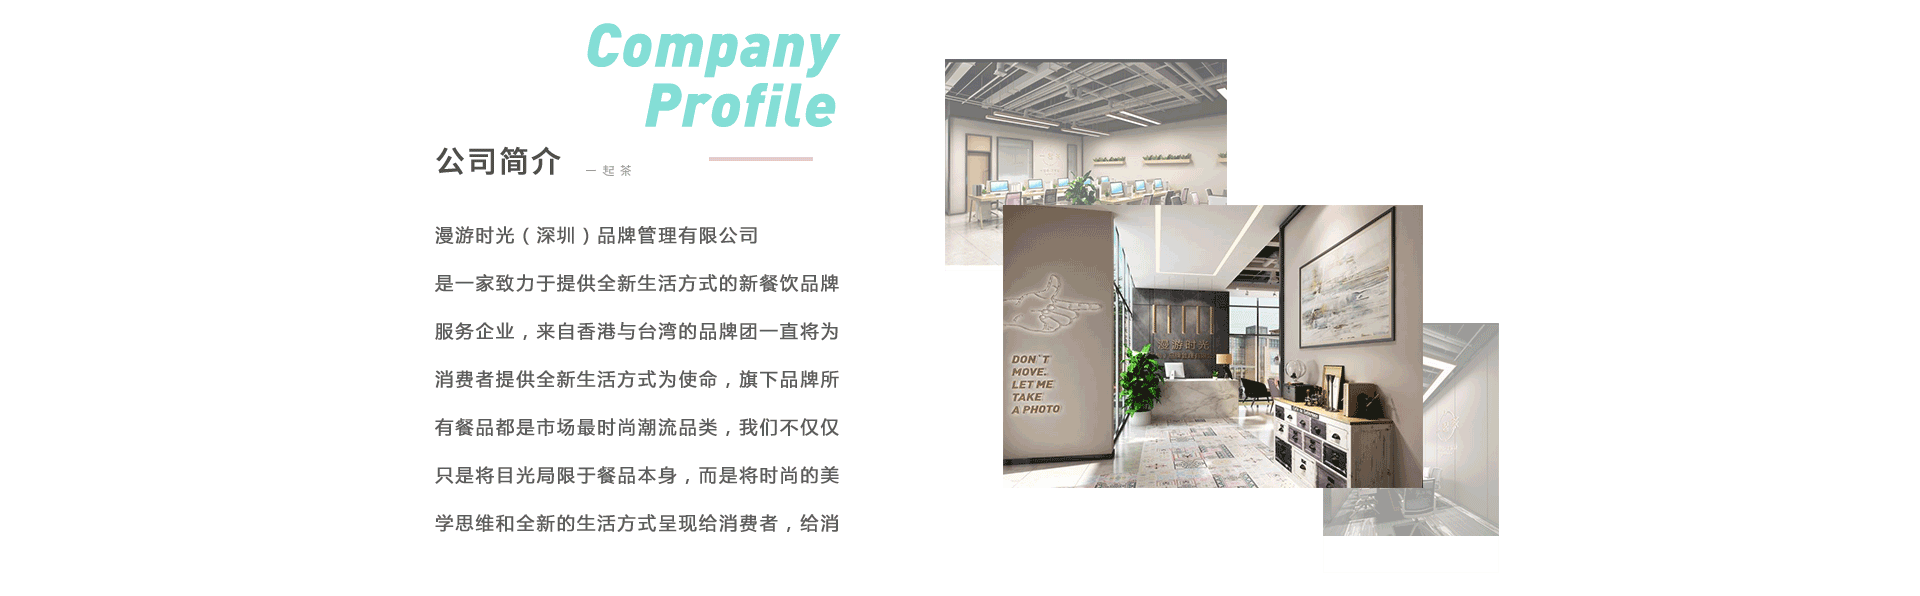 Company
Profile
公司简介
一起茶
漫游时光（深圳）品牌管理有限公司
是一家致力于提供全新生活方式的新餐饮品牌
服务企业，来自香港与台湾的品牌团一直将为
消费者提供全新生活方式为使命，旗下品牌所
有餐品都是市场最时尚潮流品类，我们不仅仅
只是将目光局限于餐品本身，而是将时尚的美
学思维和全新的生活方式呈现给消费者，给消
漫游时光
DON'T
MOVE.
LET ME
TAKE
A PHOTO